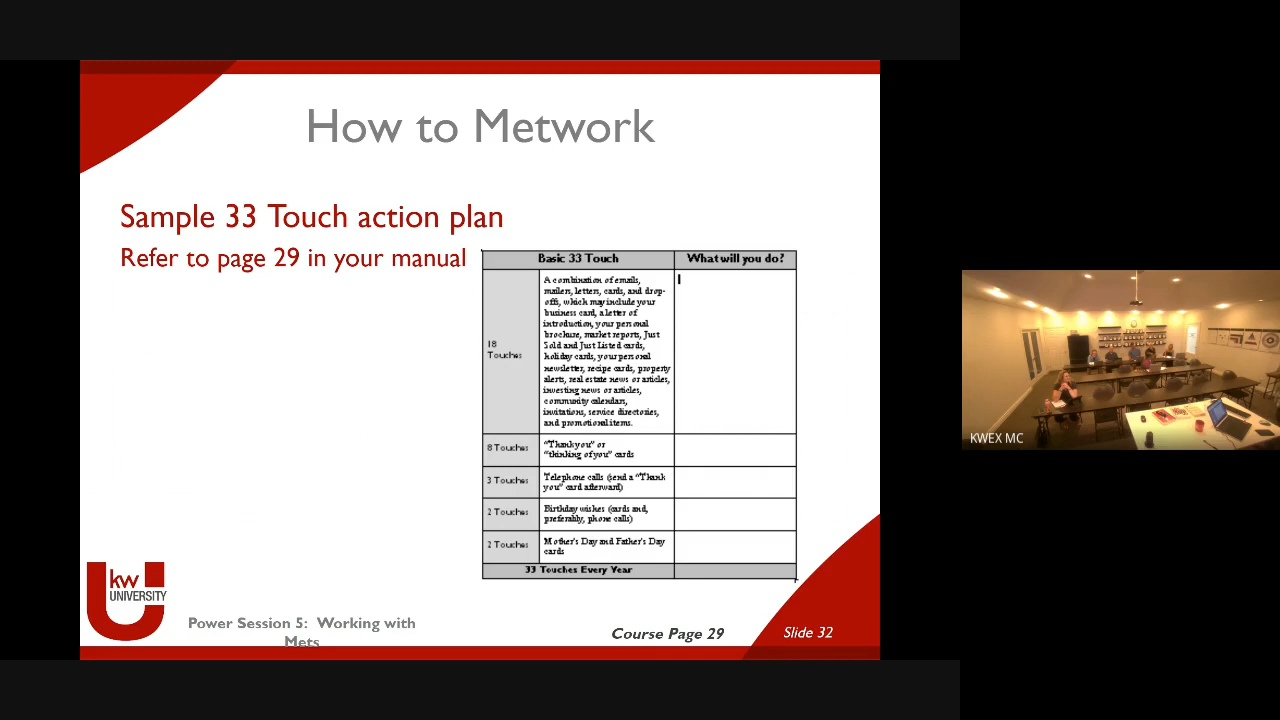 How to Metwork
Sample 33 Touch action plan
Refer to page 29 in your manual
Basic 33 Touch
What will you do?
18
Touches
A combination of emails,
mailers, letters, cards, and drop-
offs, which may include your
business card, a letter of
introduction, your personal
brochure, market reports, Just
Sold and Just Listed cards,
holiday cards, your personal
newsletter, recipe cards, property
alerts, real estate news or articles,
investing news or articles,
community calendars,
invitations, service directories,
and promotional items.
8 Touches
"Thank you" or
"thinking of you" cards
3 Touches
Telephone calls (send a "Thank
you" card afterward)
2 Touches
Birthday wishes (cards and,
preferably, phone calls)
2 Touches
Mother's Day and Father's Day
cards
33 Touches Every Year
kw
UNIVERSITY
Power Session 5: Working with
Mets
Course Page 29
Slide 32
KWEX MC